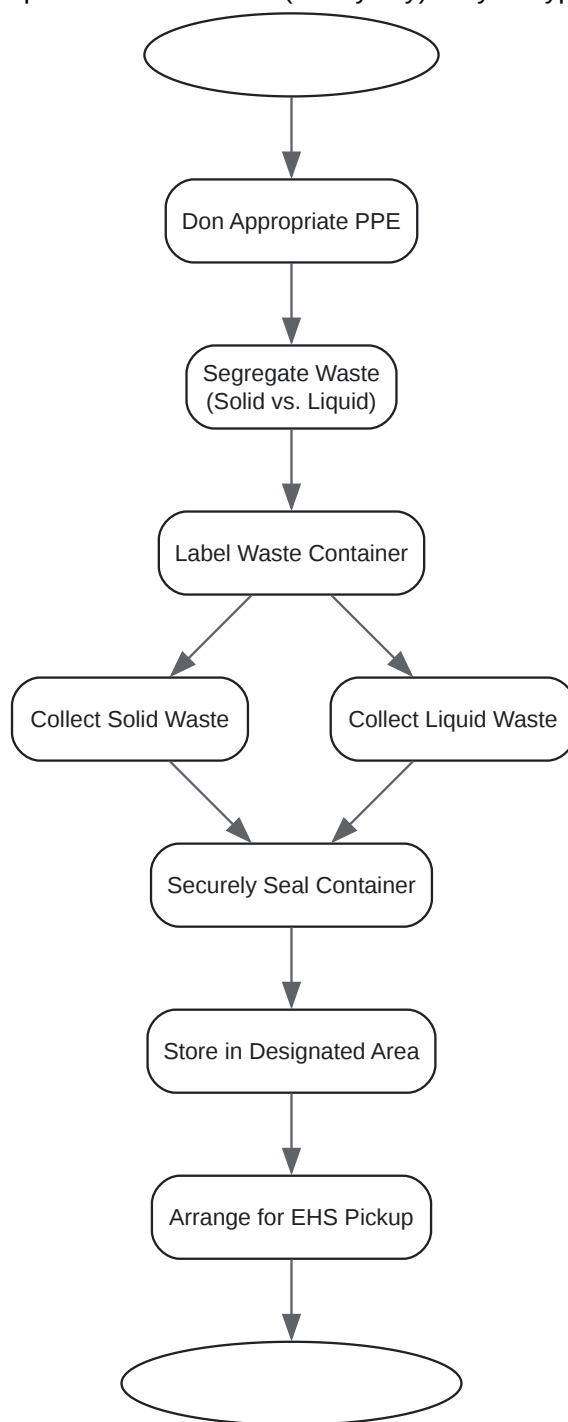 Don Appropriate PPE
Segregate Waste
(Solid vs. Liquid)
Label Waste Container
Collect Solid Waste
Collect Liquid Waste
Securely Seal Container
Store in Designated Area
Arrange for EHS Pickup